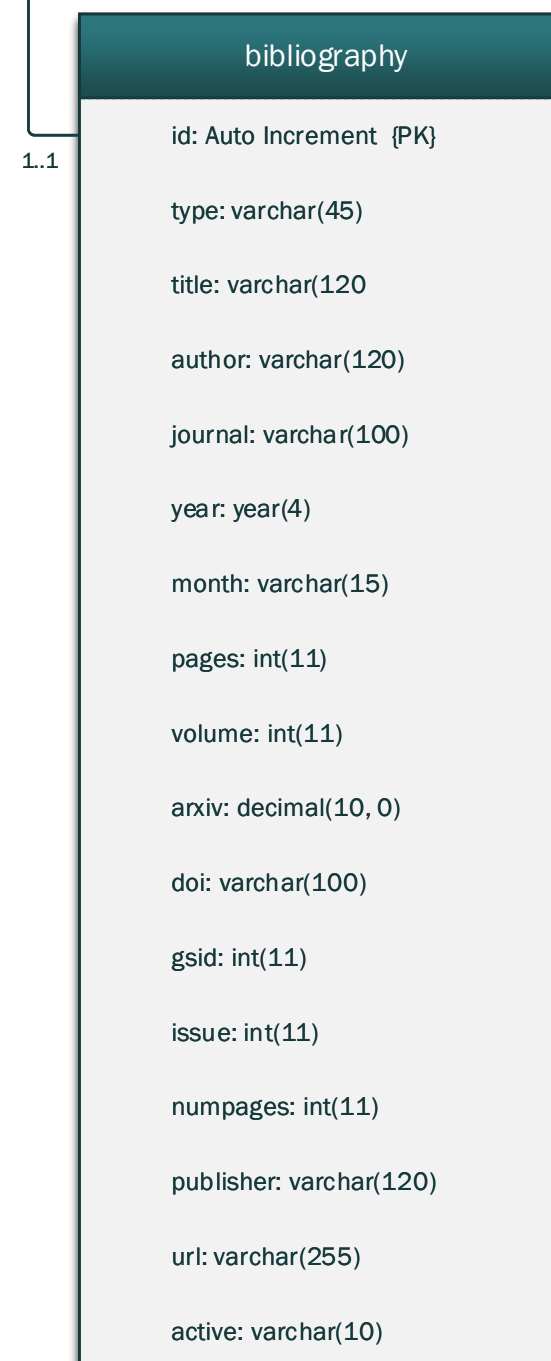 bibliography
id: Auto Increment {PK}
1..1
type: varchar(45)
title: varchar(120
author: varchar(120)
journal: varchar(100)
year: year(4)
month: varchar(15)
pages: int(11)
volume: int(11)
arxiv: decimal(10, 0)
doi: varchar(100)
gsid: int(11)
issue: int(11)
numpages: int(11)
publisher: varchar(120)
url: varchar(255)
active: varchar(10)